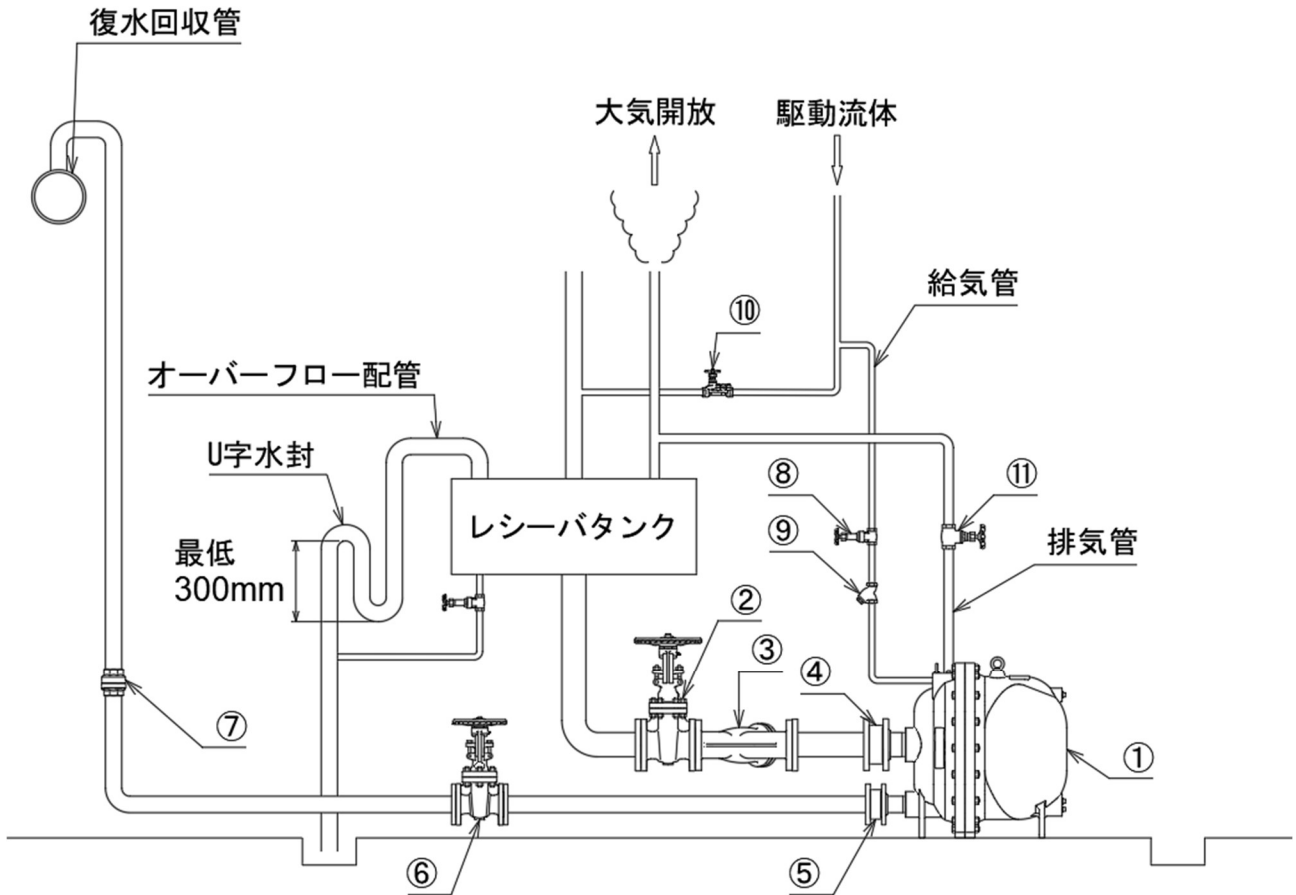 復水回収管
大気開放
駆動流体
給気管
⑩
オーバーフロー配管
U字水封
⑧
⑪
レシーバタンク
⑨
排気管
最低
300mm
②
③
④
⑦
①
⑥
⑤